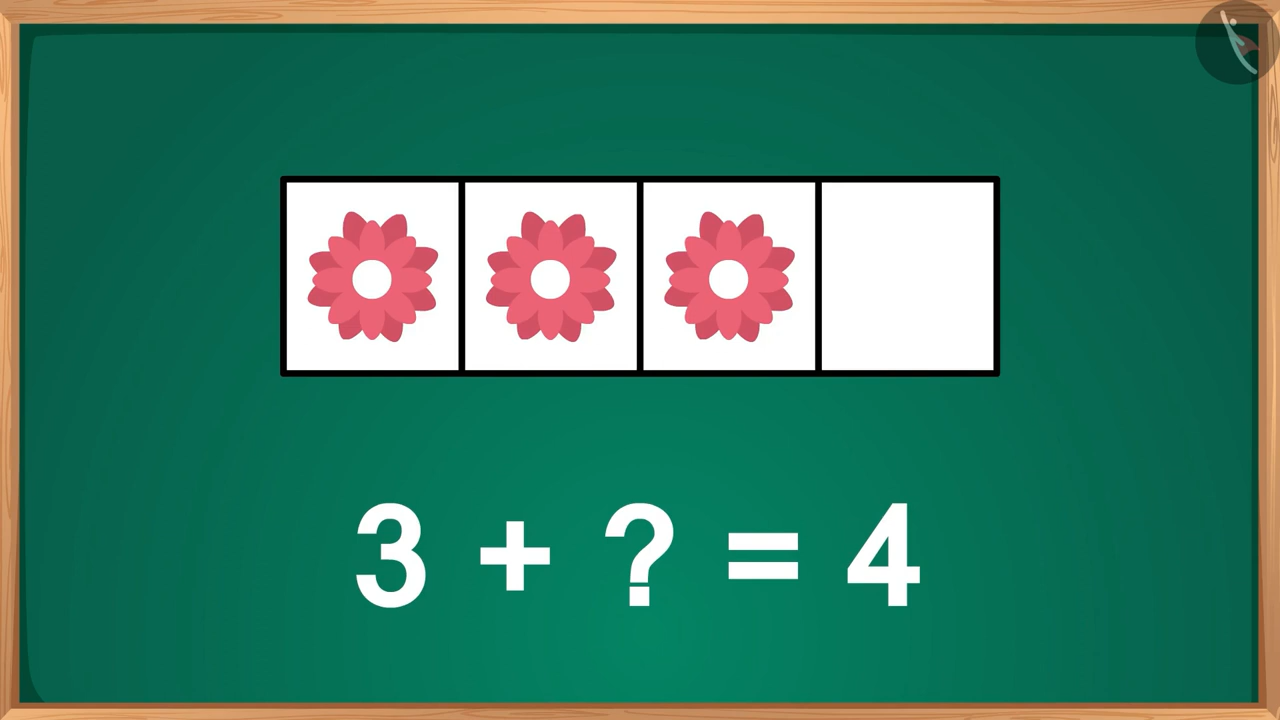 3 + ? = 4